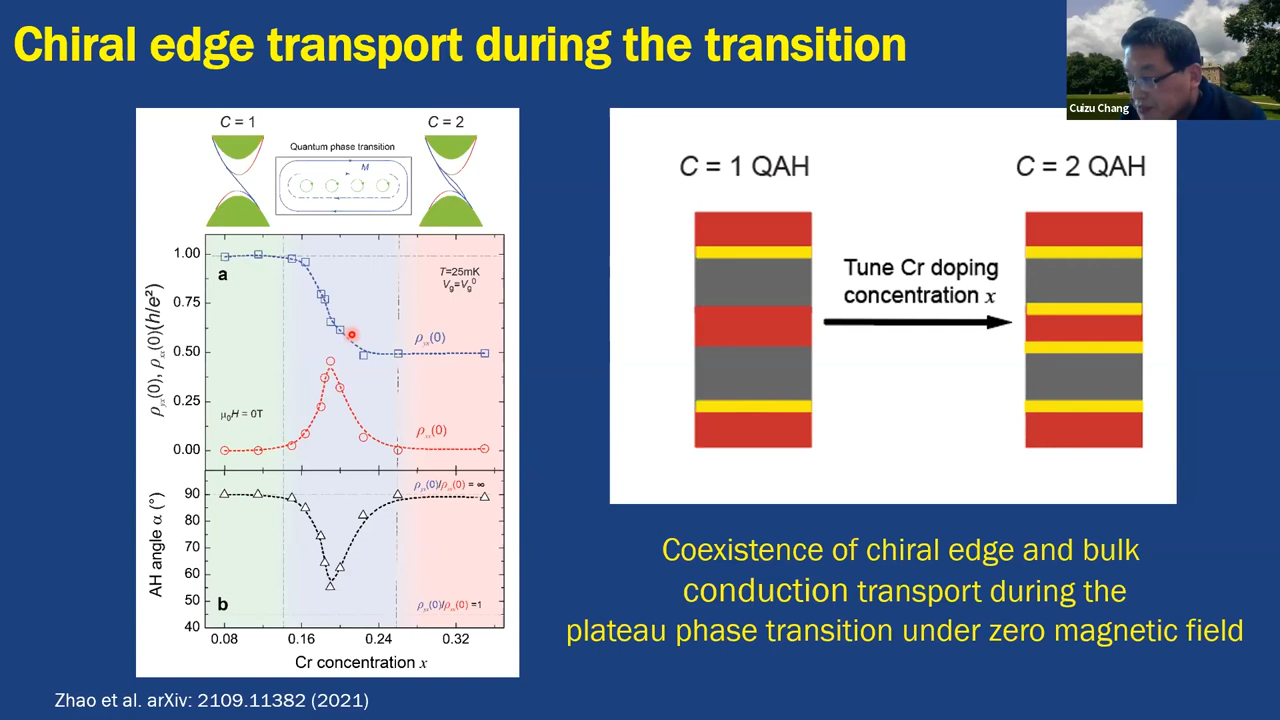 Chiral edge transport during the transition
Cuizu Chang
C = 1
C = 2
Quantum phase transition
M
1.00
0.75
0.50
0.25
0.00
ρyx(0), ρxx(0)(h/e²)
a
T=25mK
Vg=Vg⁰
ρyx(0)
μ₀H = 0T
ρxx(0)
90
80
70
60
50
40
AH angle α (°)
ρyx(0)/ρxx(0) = ∞
b
ρyx(0)/ρxx(0) =1
0.08 0.16 0.24 0.32
Cr concentration x
C = 1 QAH
C = 2 QAH
Tune Cr doping
concentration x
Coexistence of chiral edge and bulk
conduction transport during the
plateau phase transition under zero magnetic field
Zhao et al. arXiv: 2109.11382 (2021)